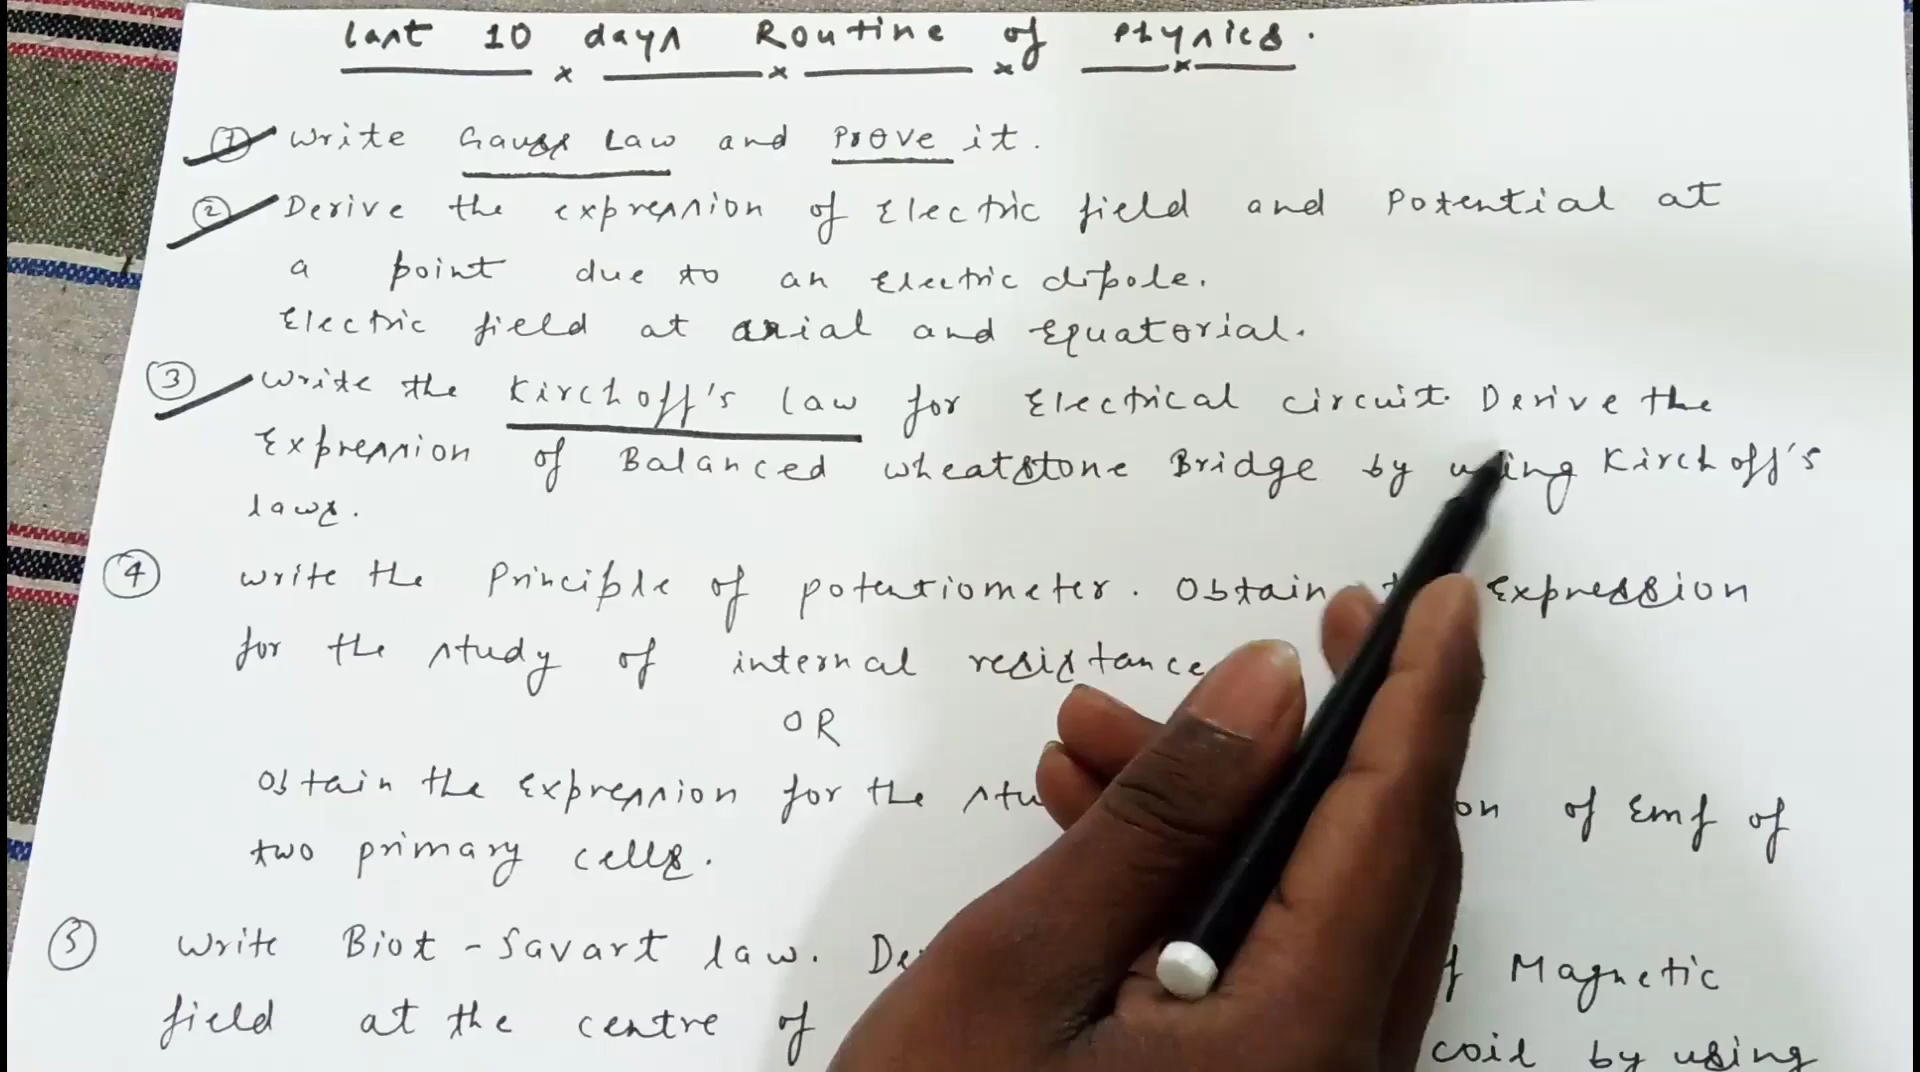 Last 10 days Routine of Physics.
① Write Gauss Law and Prove it.
② Derive the expression of Electric field and Potential at
a point due to an Electric dipole.
Electric field at axial and Equatorial.
③ Write the Kirchoff's law for Electrical circuit. Derive the
Expression of Balanced wheatstone Bridge by using Kirchoff's
laws.
④ write the Principle of potentiometer. Obtain Expression
for the study of internal resistance
OR
Obtain the Expression for the of Emf of
two primary cells.
⑤ Write Biot - Savart law. Magnetic
field at the centre of coil by using